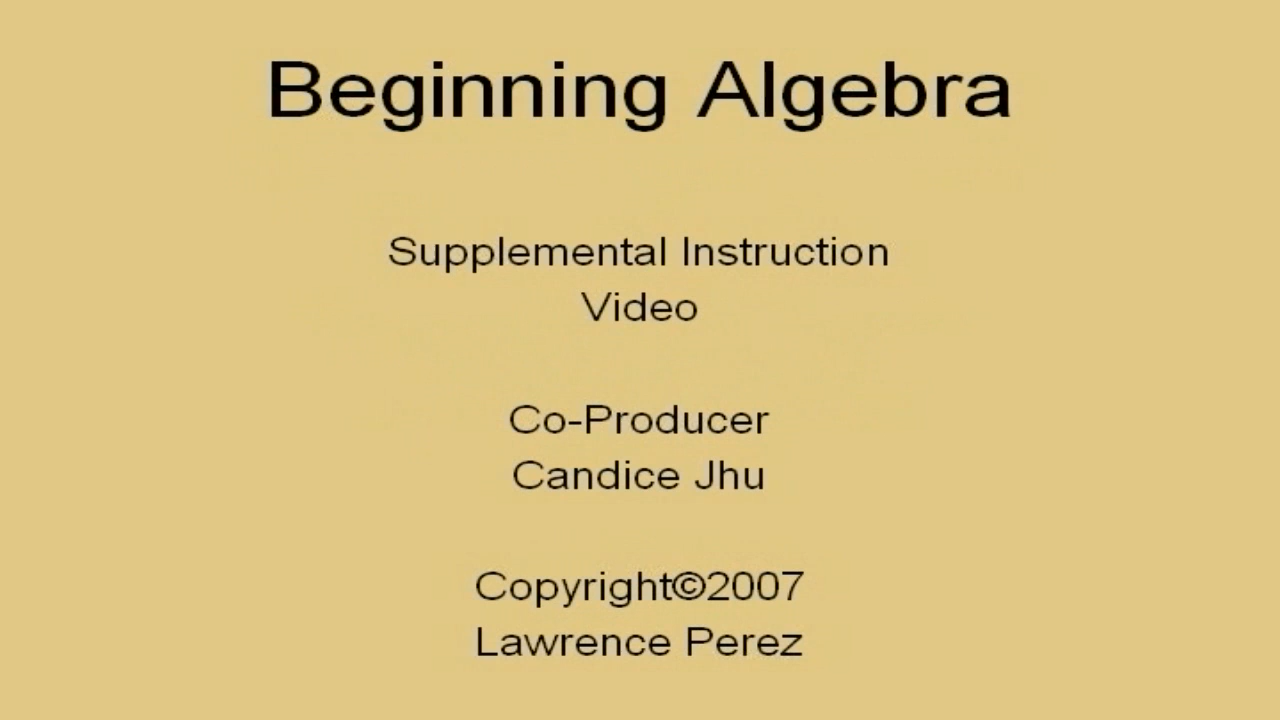 Beginning Algebra
Supplemental Instruction
Video
Co-Producer
Candice Jhu
Copyright©2007
Lawrence Perez